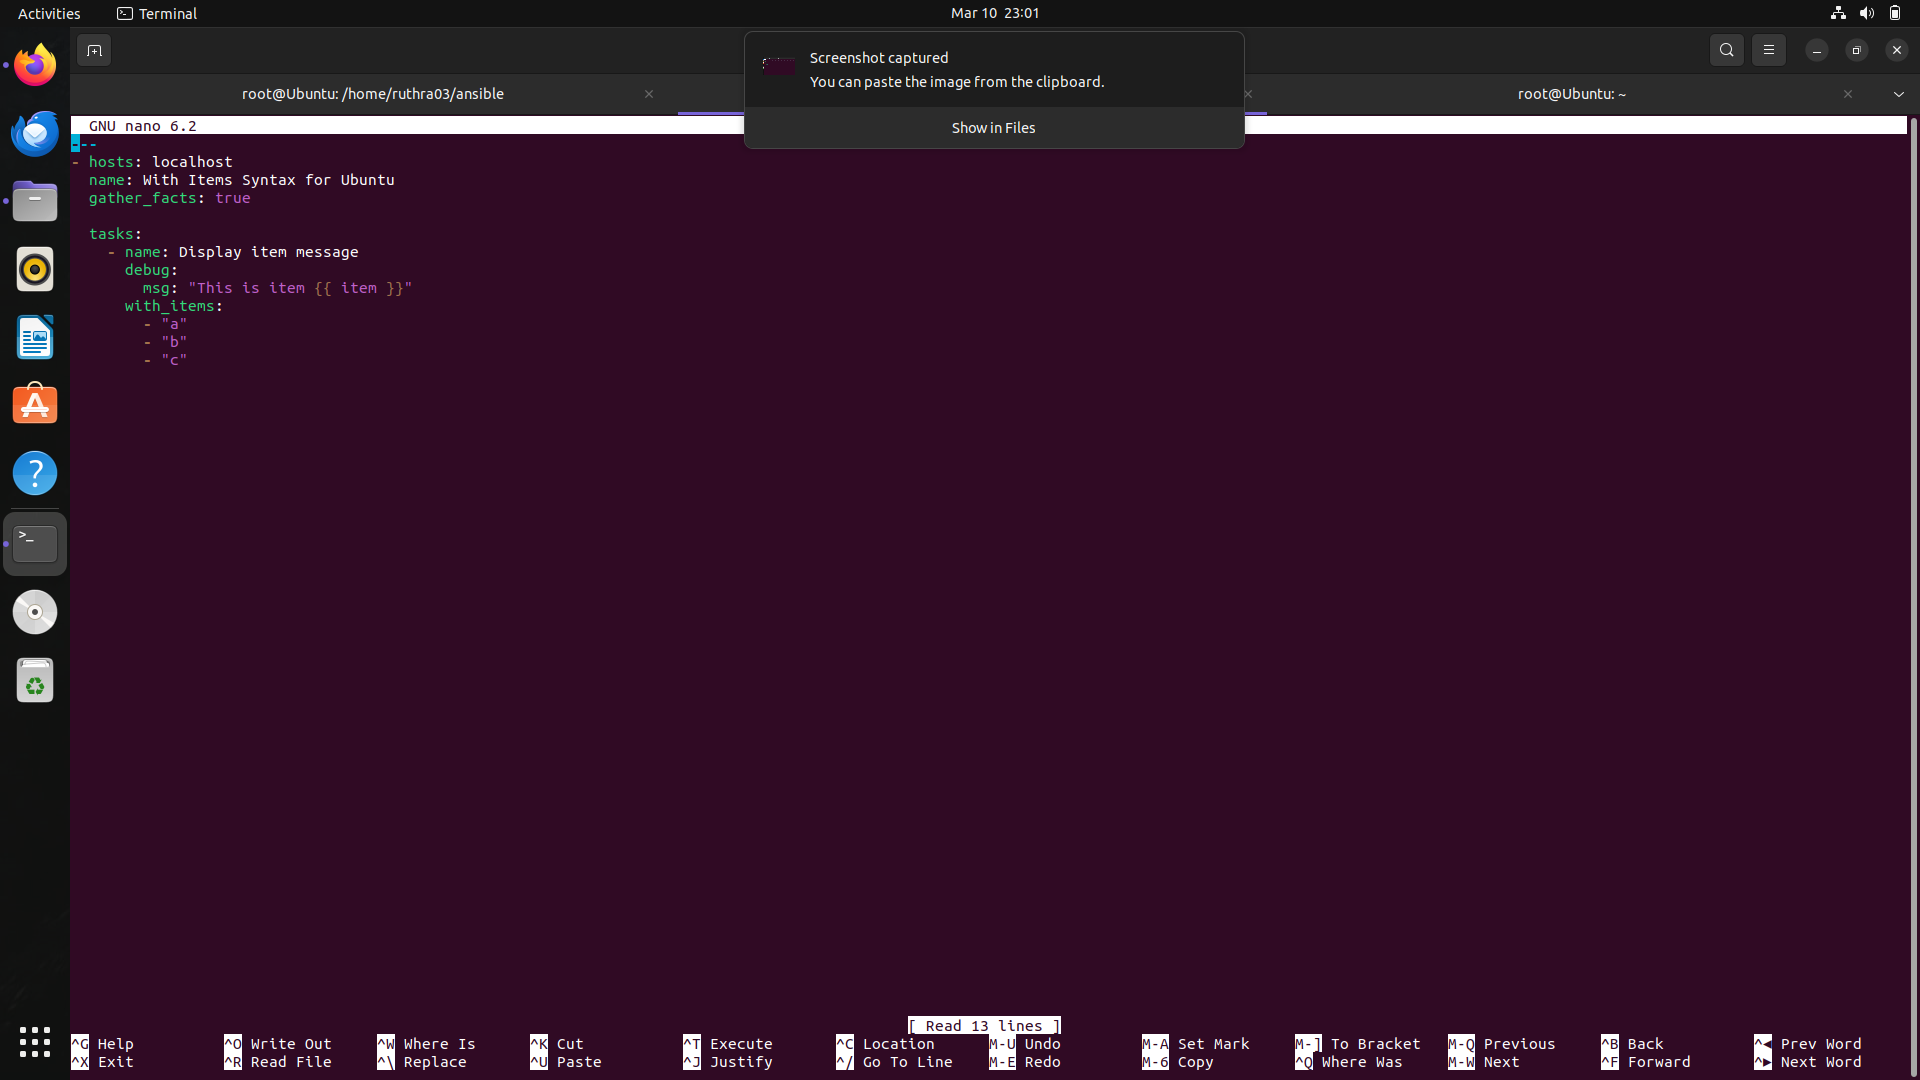 Activities
Terminal
Mar 10 23:01
Screenshot captured
You can paste the image from the clipboard.
Show in Files
root@Ubuntu: /home/ruthra03/ansible
root@Ubuntu: ~
GNU nano 6.2
---
- hosts: localhost
  name: With Items Syntax for Ubuntu
  gather_facts: true
  tasks:
    - name: Display item message
      debug:
        msg: "This is item {{ item }}"
      with_items:
        - "a"
        - "b"
        - "c"
[ Read 13 lines ]
^G Help ^O Write Out ^W Where Is ^K Cut ^T Execute ^C Location M-U Undo M-A Set Mark M-] To Bracket M-Q Previous ^B Back ^◀ Prev Word
^X Exit ^R Read File ^\ Replace ^U Paste ^J Justify ^/ Go To Line M-E Redo M-6 Copy ^Q Where Was M-W Next ^F Forward ^▶ Next Word